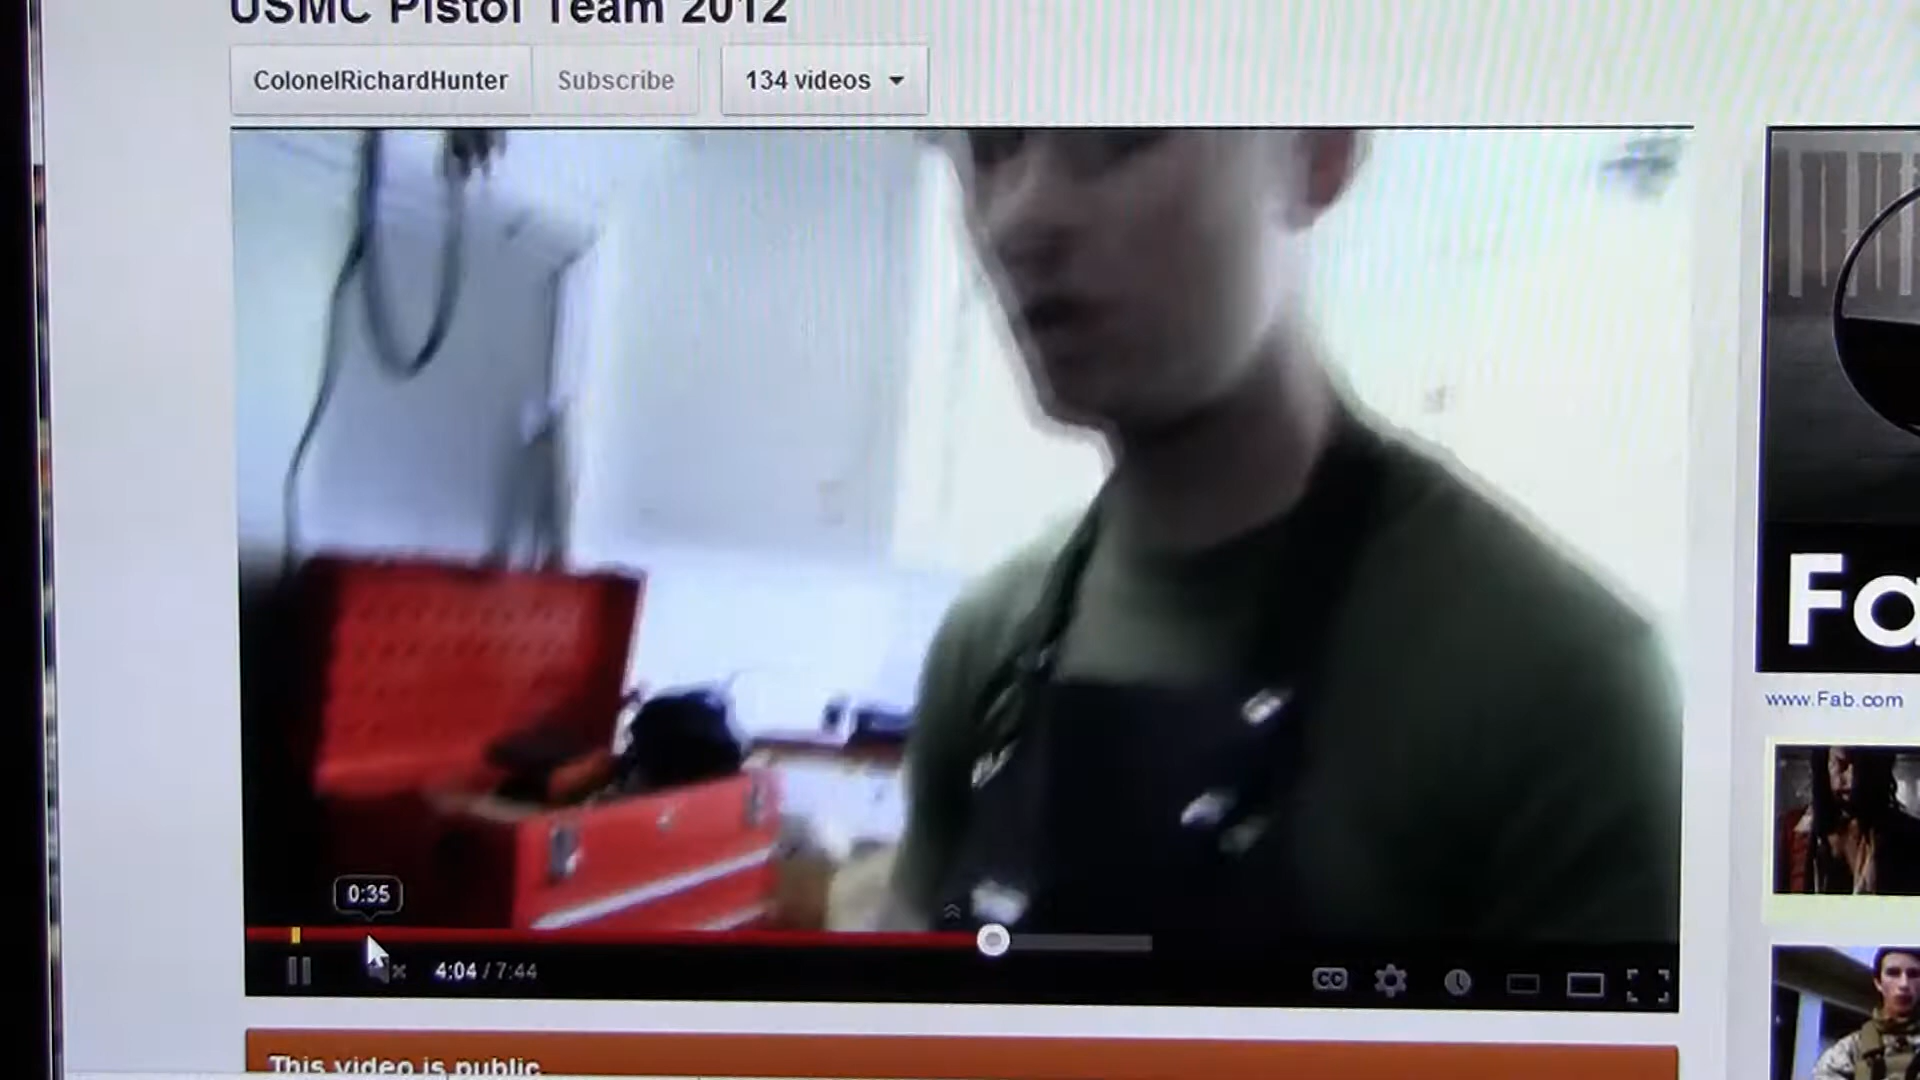 USMC Pistol Team 2012
ColonelRichardHunter Subscribe 134 videos
Fa
www.Fab.com
0:35
4:04 / 7:44
CC
This video is public